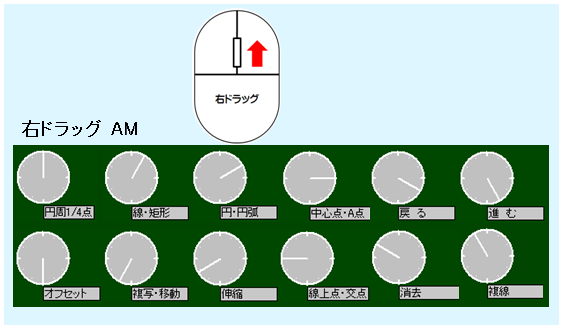 右ドラッグ
右ドラッグ AM
円周1/4点 線・矩形 円・円弧 中心点・A点 戻 る 進 む
オフセット 複写・移動 伸縮 線上点・交点 消去 複線